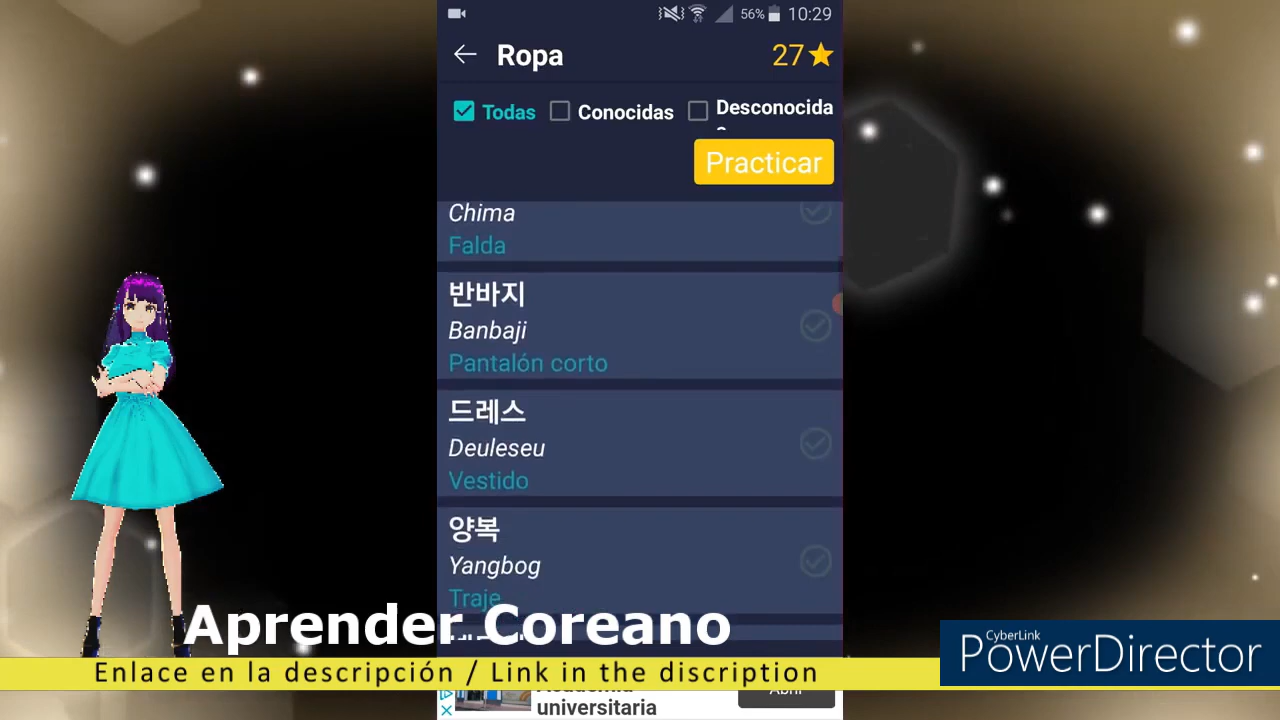 56% 10:29
Ropa
27
Todas
Conocidas
Desconocida
Practicar
Chima
Falda
반바지
Banbaji
Pantalón corto
드레스
Deuleseu
Vestido
양복
Yangbog
Traje
Aprender Coreano
Enlace en la descripción / Link in the discription
CyberLink
PowerDirector
universitaria